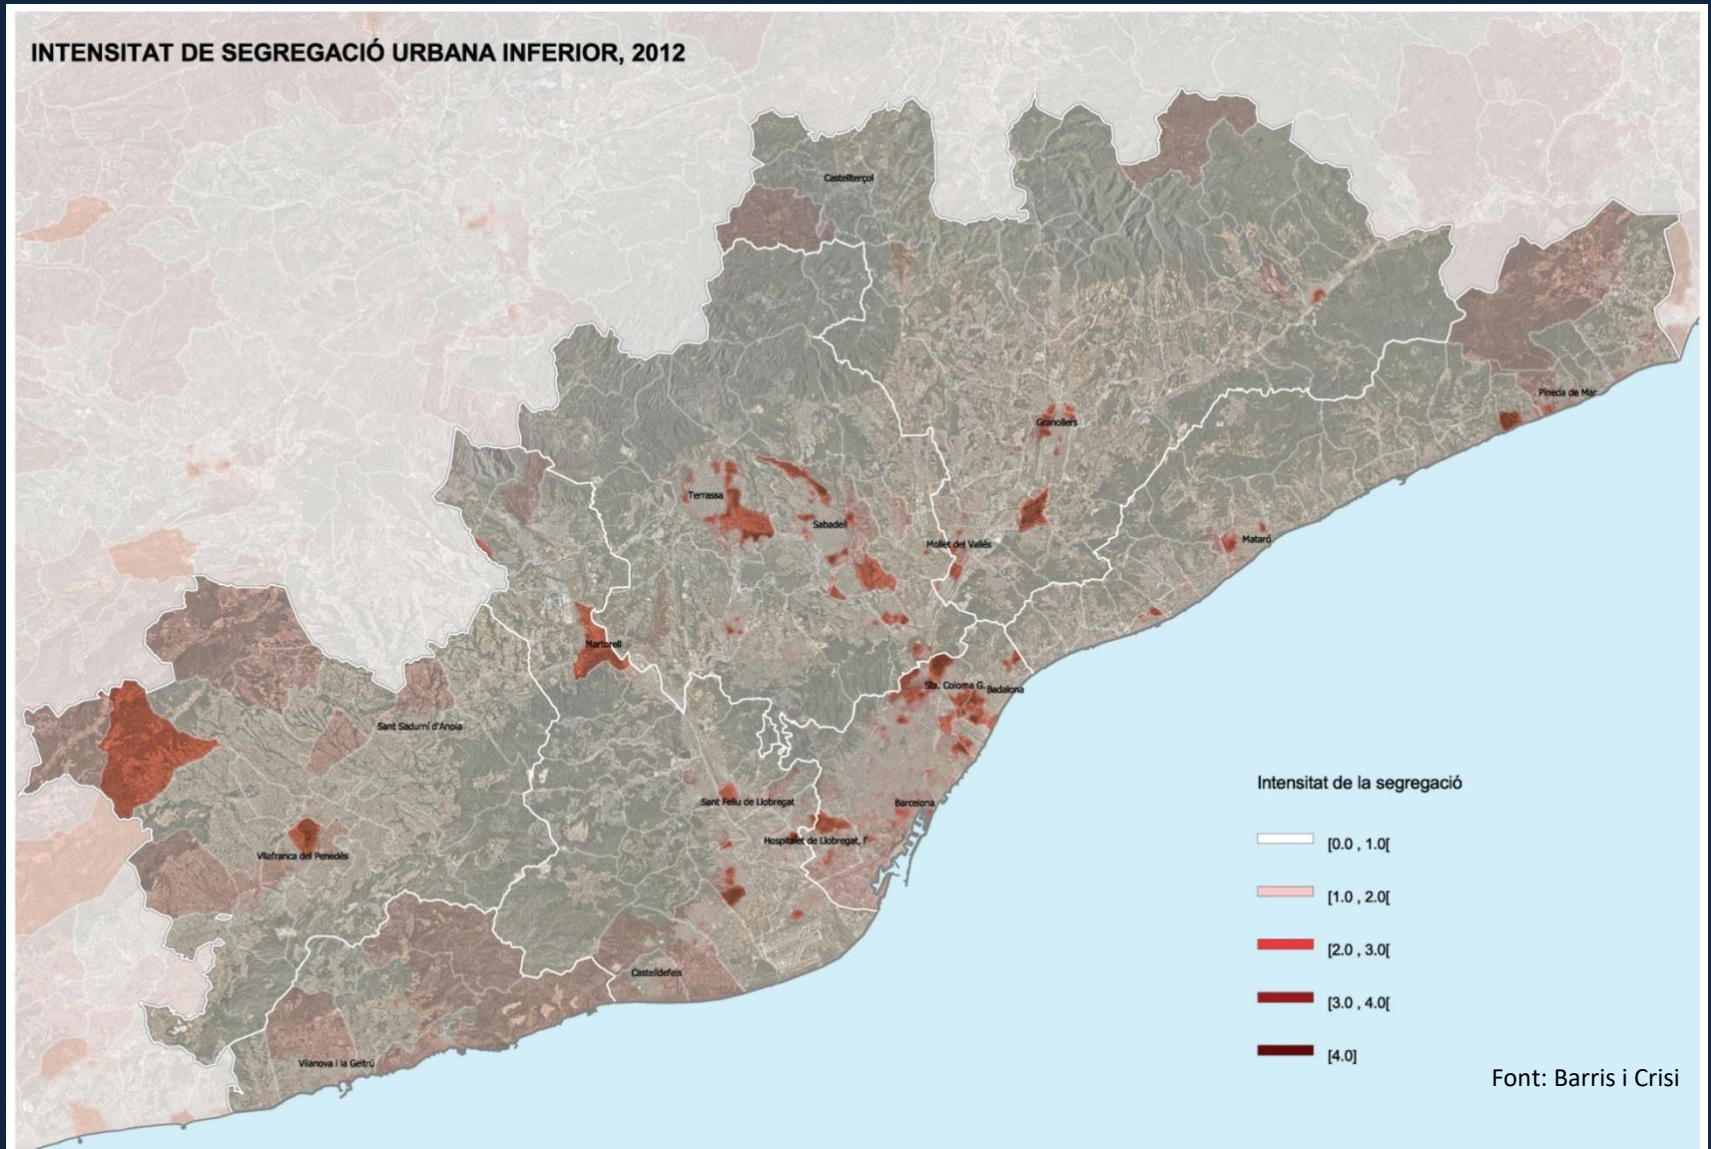 INTENSITAT DE SEGREGACIÓ URBANA INFERIOR, 2012
Castellterçol
Pineda de Mar
Granollers
Terrassa
Sabadell
Mollet del Vallès
Mataró
Martorell
Sta. Coloma G.
Badalona
Sant Sadurní d'Anoia
Sant Feliu de Llobregat
Barcelona
Hospitalet de Llobregat, l'
Vilafranca del Penedès
Castelldefels
Vilanova i la Geltrú
Intensitat de la segregació
[0.0 , 1.0[
[1.0 , 2.0[
[2.0 , 3.0[
[3.0 , 4.0[
[4.0]
Font: Barris i Crisi